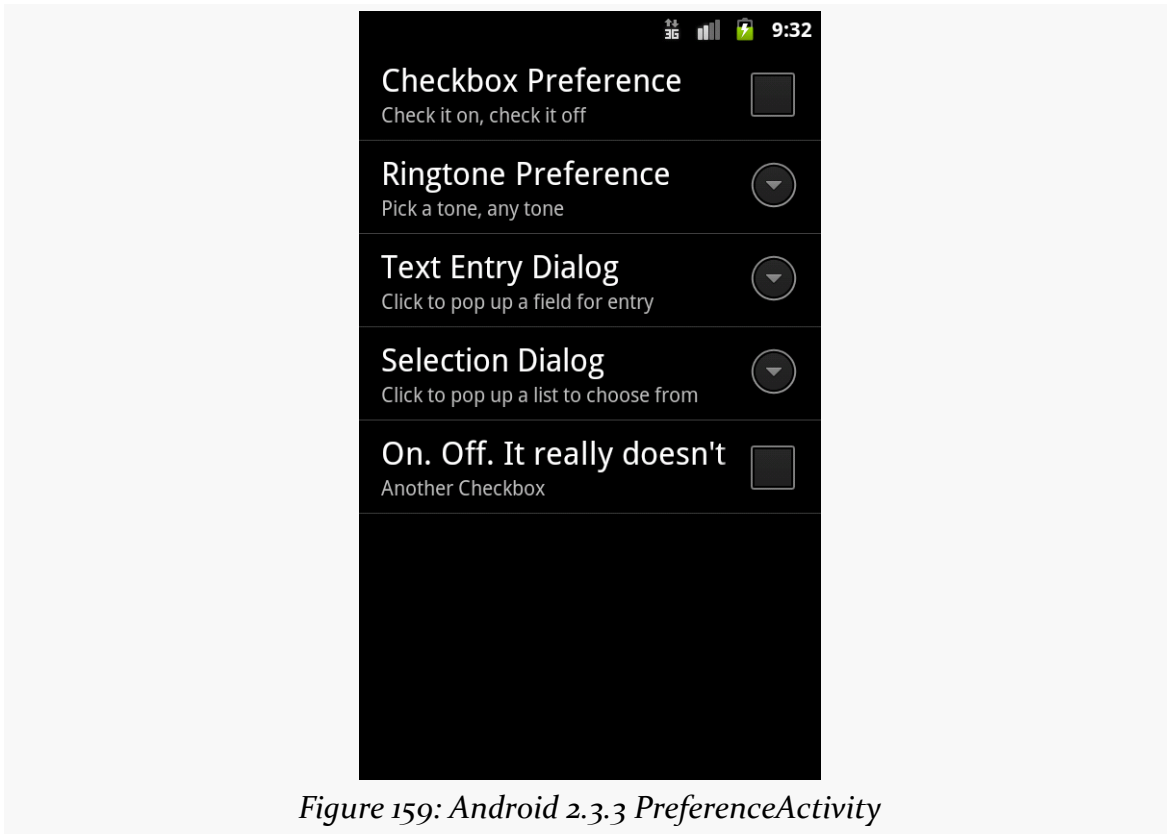 3G 9:32
Checkbox Preference
Check it on, check it off
Ringtone Preference
Pick a tone, any tone
Text Entry Dialog
Click to pop up a field for entry
Selection Dialog
Click to pop up a list to choose from
On. Off. It really doesn't
Another Checkbox
Figure 159: Android 2.3.3 PreferenceActivity